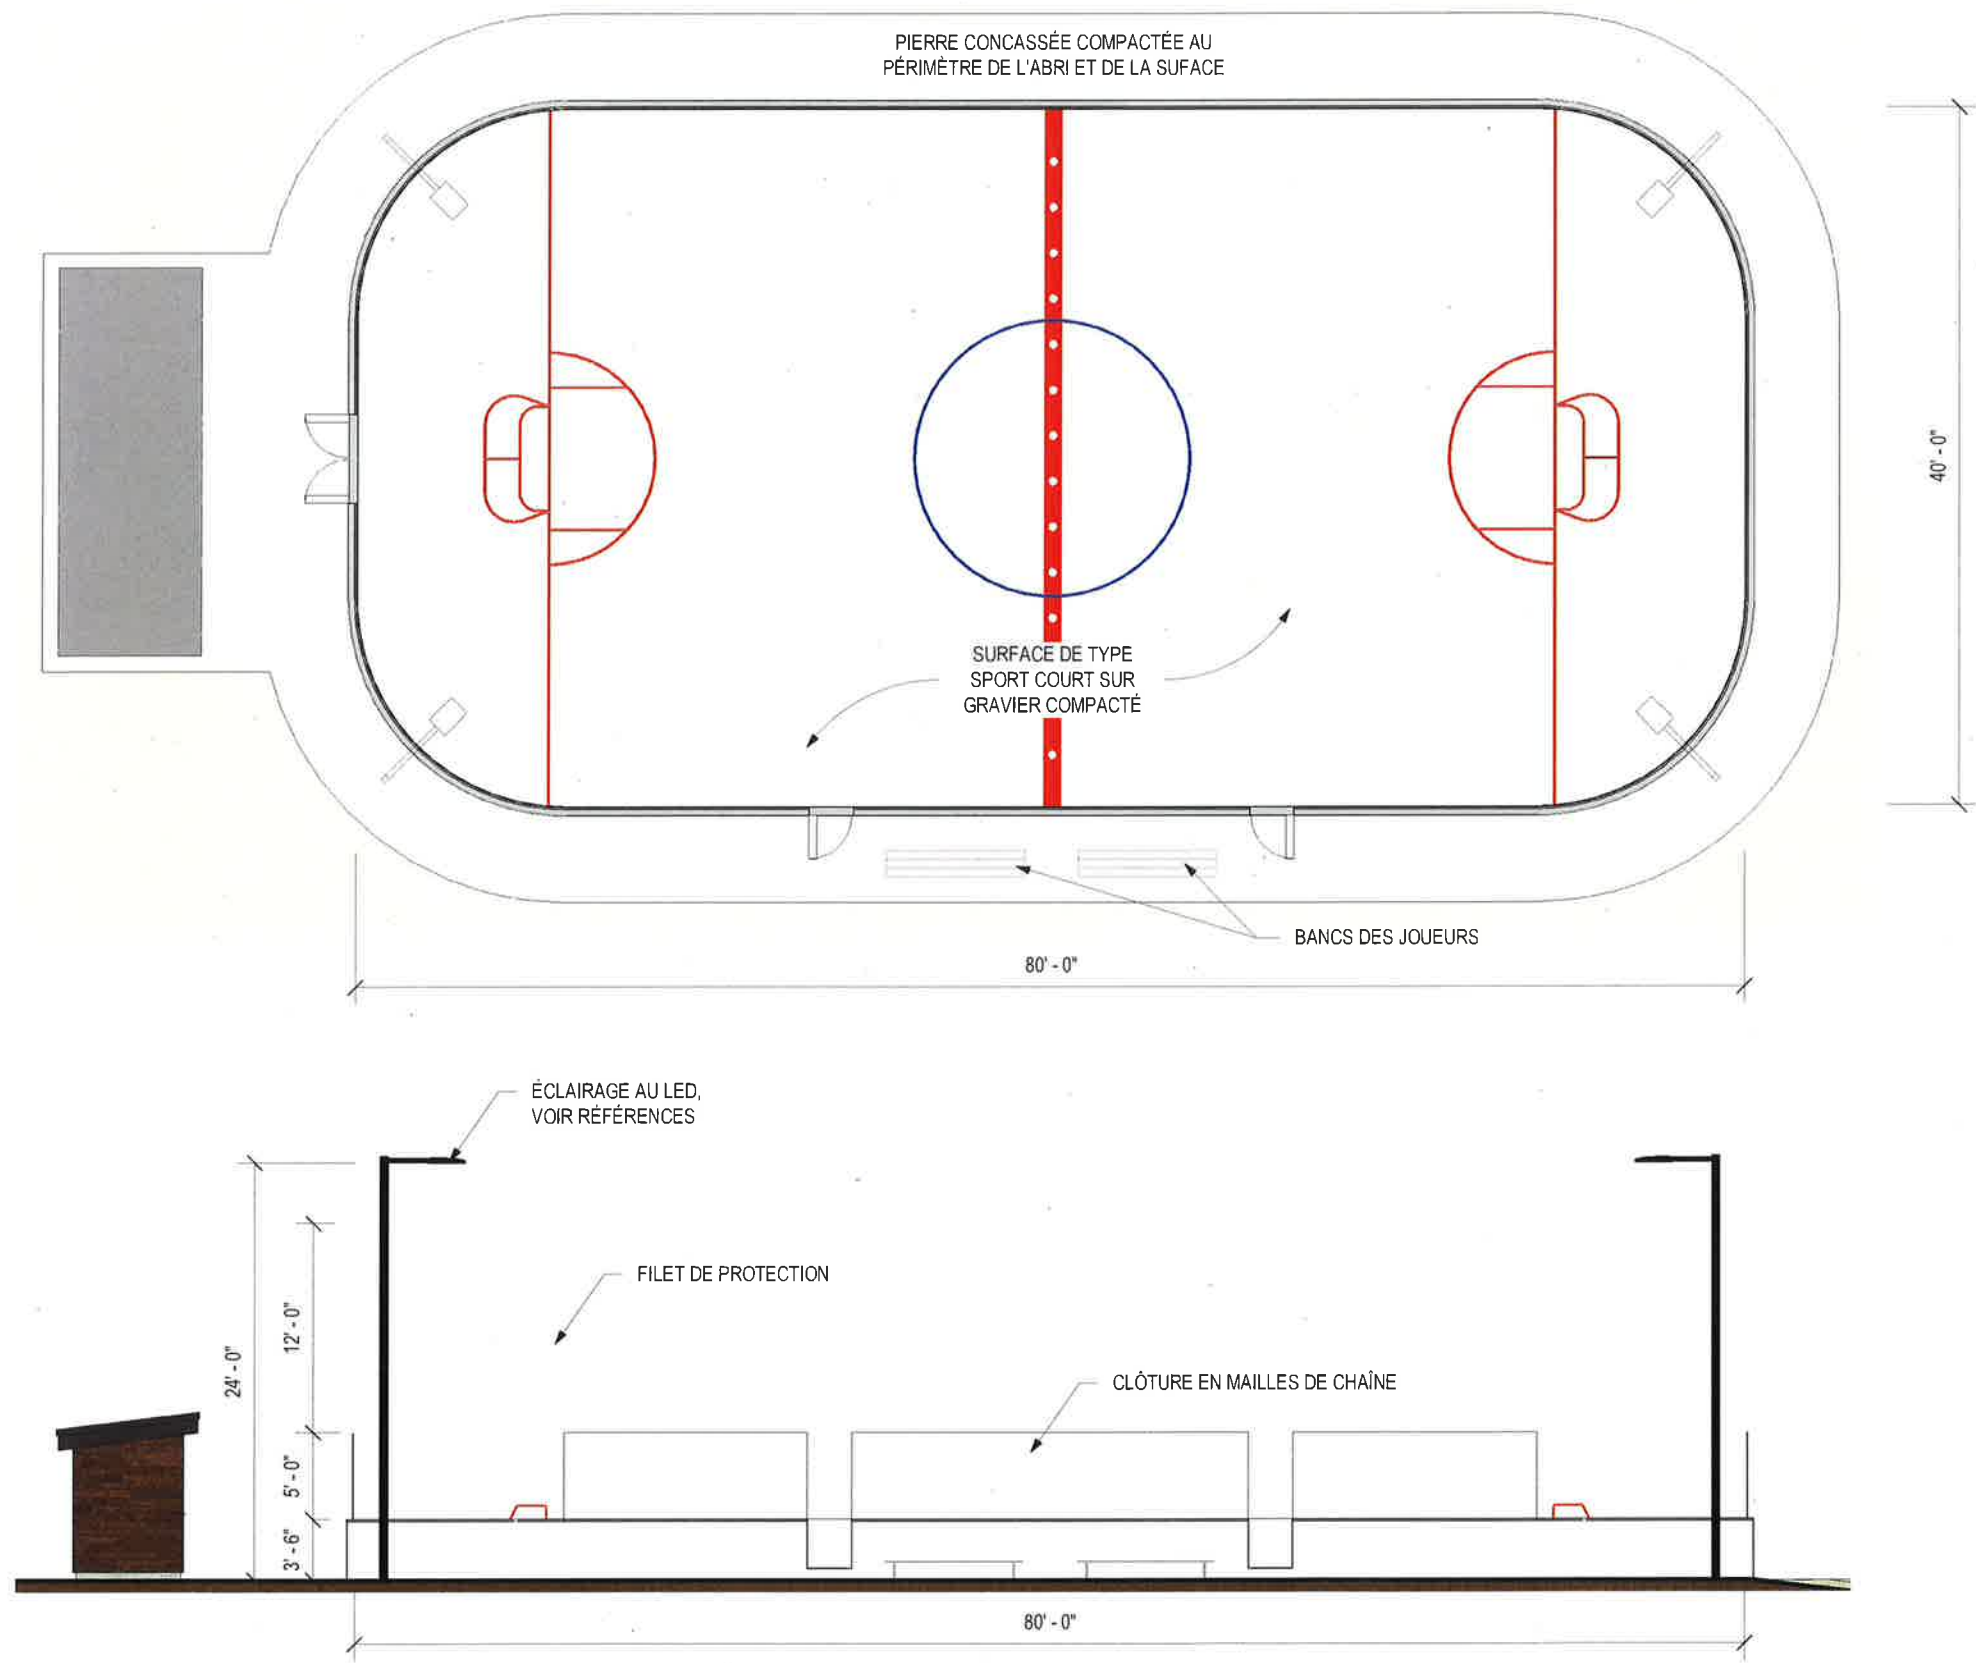 PIERRE CONCASSÉE COMPACTÉE AU
PÉRIMÈTRE DE L'ABRI ET DE LA SUFACE
40' - 0"
SURFACE DE TYPE
SPORT COURT SUR
GRAVIER COMPACTÉ
BANCS DES JOUEURS
80' - 0"
ÉCLAIRAGE AU LED,
VOIR RÉFÉRENCES
FILET DE PROTECTION
12' - 0"
24' - 0"
CLÔTURE EN MAILLES DE CHAÎNE
5' - 0"
3' - 6"
80' - 0"